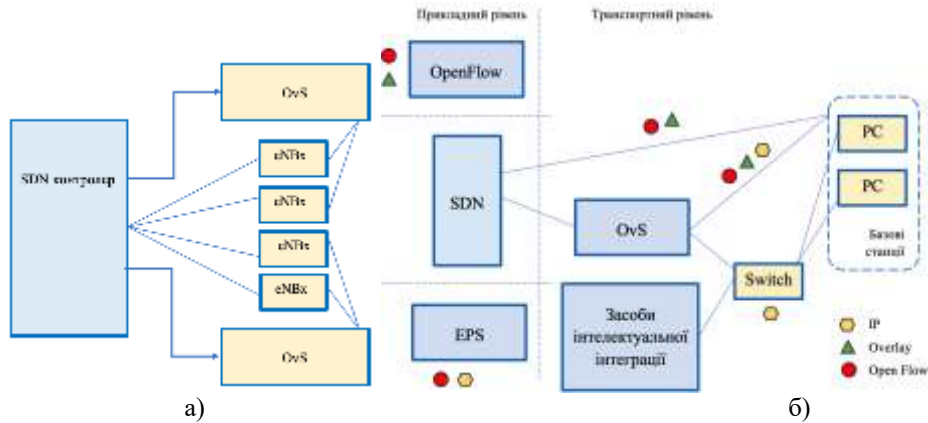 Прикладний рівень
Транспортний рівень
SDN контролер
OvS
eNBx
eNBx
eNBx
eNBx
OvS
OpenFlow
SDN
EPS
OvS
Засоби
інтелектуальної
інтеграції
Switch
PC
PC
Базові
станції
IP
Overlay
Open Flow
а)
б)